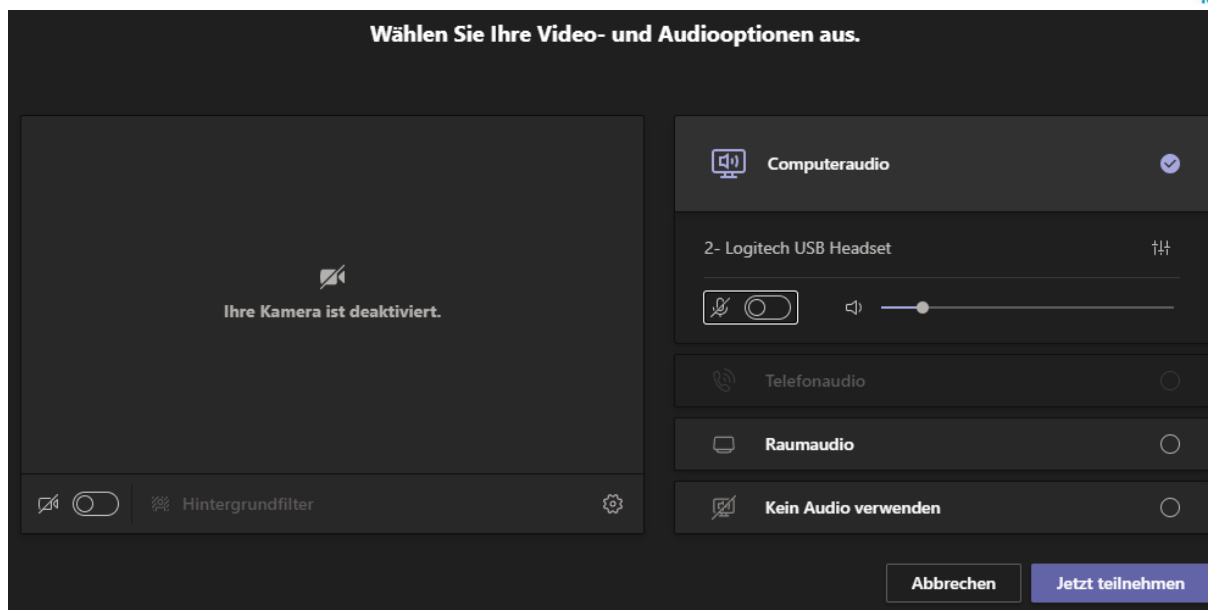 Wählen Sie Ihre Video- und Audiooptionen aus.
Computeraudio
2- Logitech USB Headset
Ihre Kamera ist deaktiviert.
Telefonaudio
Raumaudio
Hintergrundfilter
Kein Audio verwenden
Abbrechen
Jetzt teilnehmen